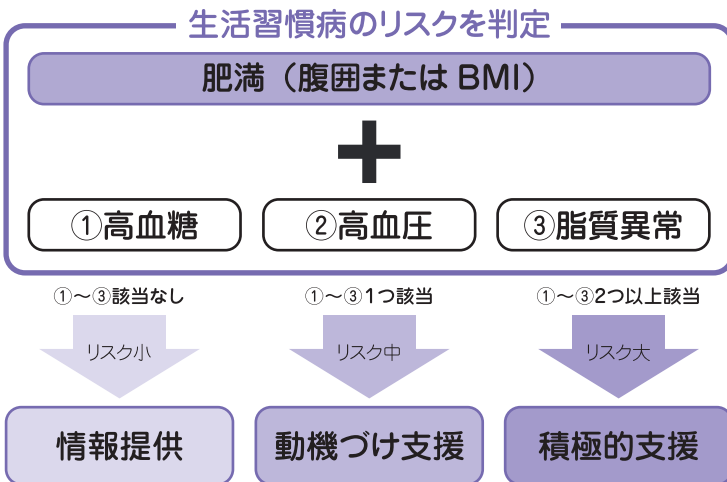 生活習慣病のリスクを判定
肥満（腹囲または BMI）
＋
①高血糖
②高血圧
③脂質異常
①〜③該当なし
①〜③1つ該当
①〜③2つ以上該当
リスク小
リスク中
リスク大
情報提供
動機づけ支援
積極的支援